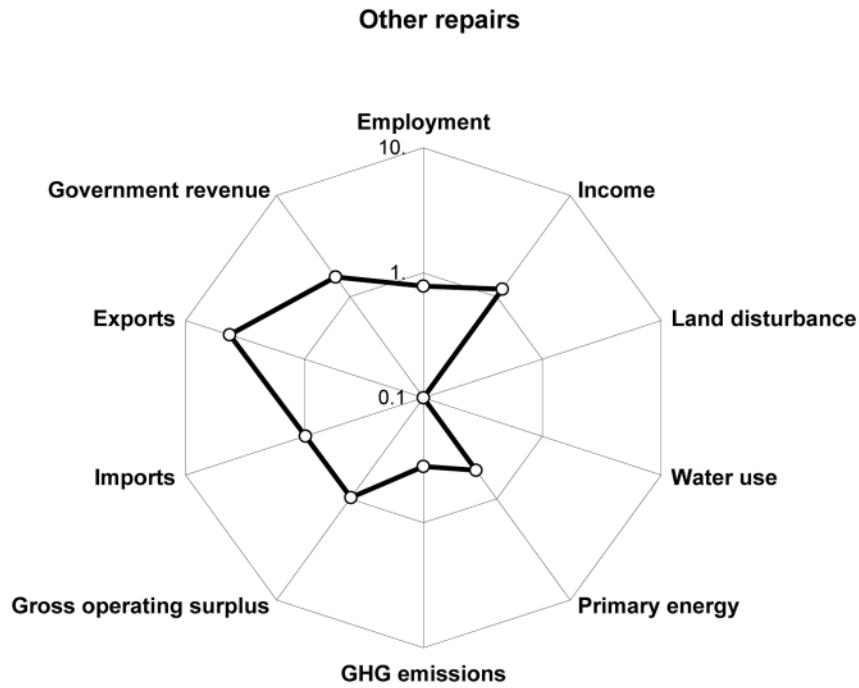 Other repairs
Employment
10.
Government revenue
Income
1.
Exports
Land disturbance
0.1
Imports
Water use
Gross operating surplus
Primary energy
GHG emissions